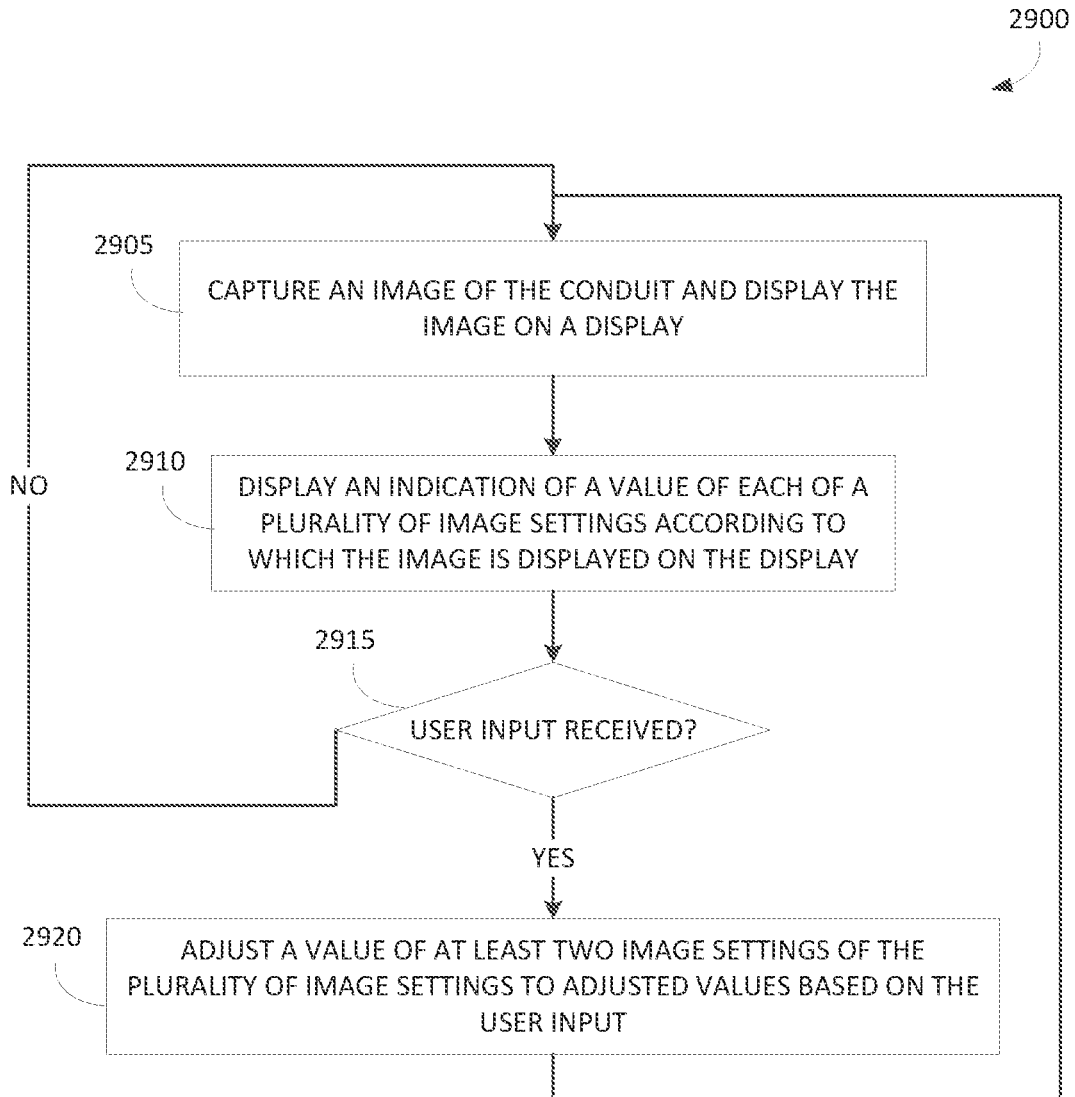 2900
2905
CAPTURE AN IMAGE OF THE CONDUIT AND DISPLAY THE
IMAGE ON A DISPLAY
2910
NO
DISPLAY AN INDICATION OF A VALUE OF EACH OF A
PLURALITY OF IMAGE SETTINGS ACCORDING TO
WHICH THE IMAGE IS DISPLAYED ON THE DISPLAY
2915
USER INPUT RECEIVED?
YES
2920
ADJUST A VALUE OF AT LEAST TWO IMAGE SETTINGS OF THE
PLURALITY OF IMAGE SETTINGS TO ADJUSTED VALUES BASED ON THE
USER INPUT